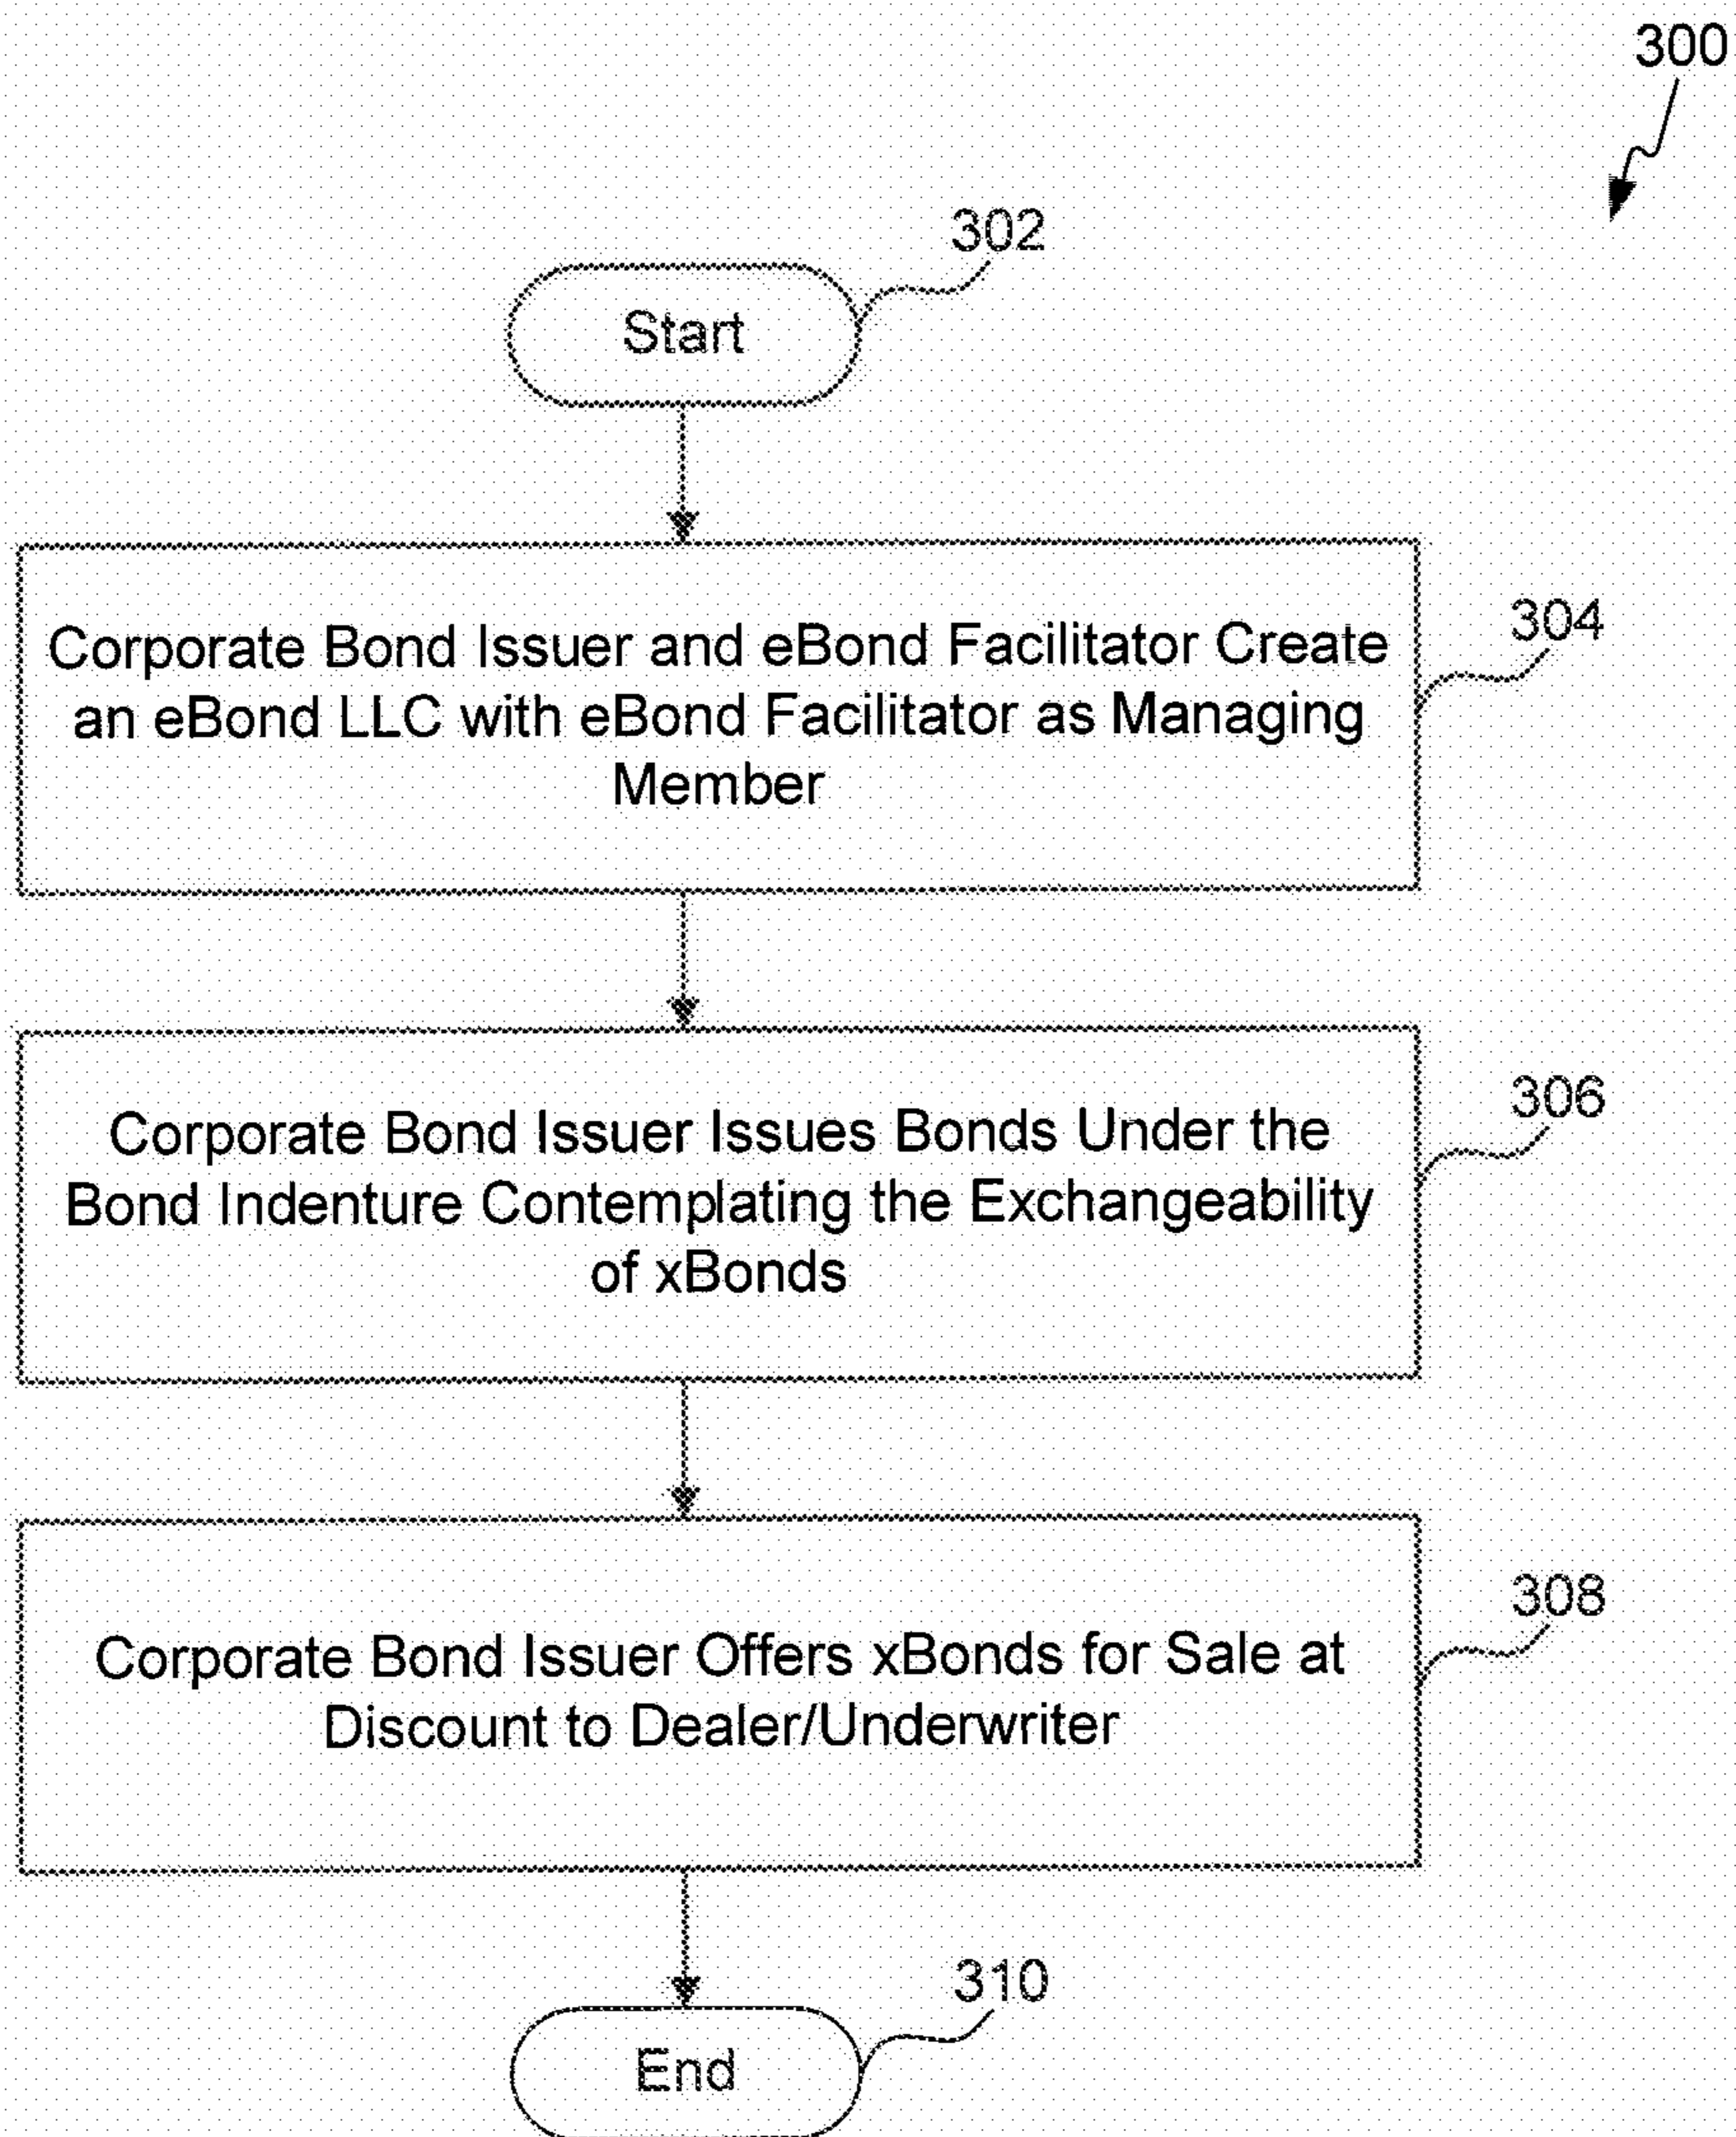 300
302
Start
304
Corporate Bond Issuer and eBond Facilitator Create
an eBond LLC with eBond Facilitator as Managing
Member
306
Corporate Bond Issuer Issues Bonds Under the
Bond Indenture Contemplating the Exchangeability
of xBonds
308
Corporate Bond Issuer Offers xBonds for Sale at
Discount to Dealer/Underwriter
310
End